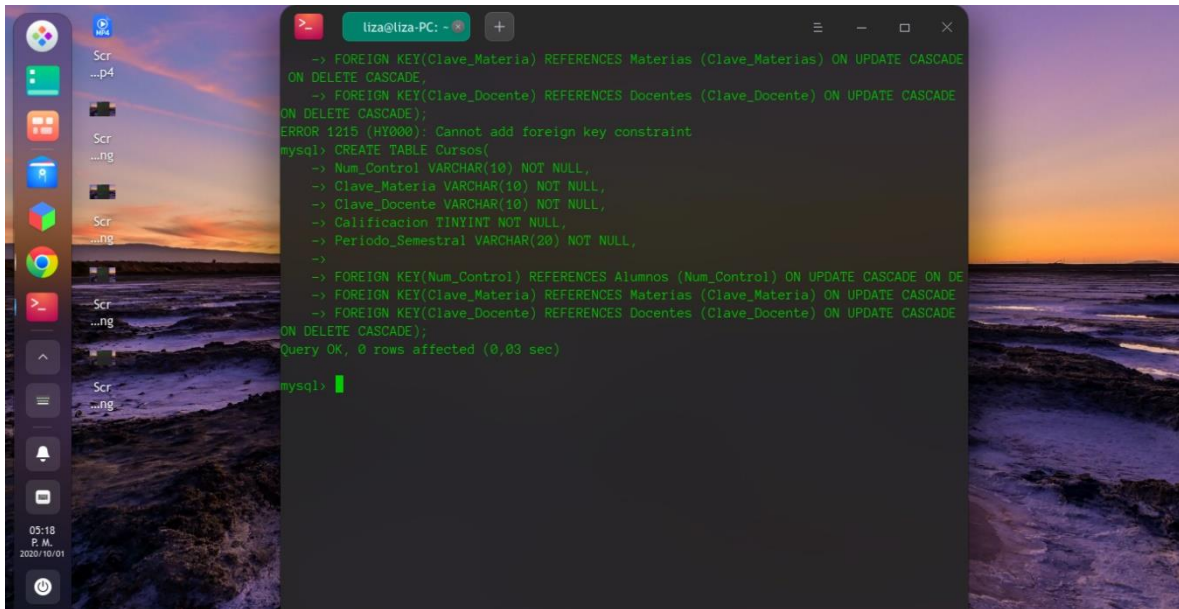 MP4
Scr
...p4
Scr
...ng
Scr
...ng
Scr
...ng
Scr
...ng
05:18
P. M.
2020/10/01
>_
liza@liza-PC: ~
-> FOREIGN KEY(Clave_Materia) REFERENCES Materias (Clave_Materias) ON UPDATE CASCADE
ON DELETE CASCADE,
-> FOREIGN KEY(Clave_Docente) REFERENCES Docentes (Clave_Docente) ON UPDATE CASCADE
ON DELETE CASCADE);
ERROR 1215 (HY000): Cannot add foreign key constraint
mysql> CREATE TABLE Cursos(
-> Num_Control VARCHAR(10) NOT NULL,
-> Clave_Materia VARCHAR(10) NOT NULL,
-> Clave_Docente VARCHAR(10) NOT NULL,
-> Calificacion TINYINT NOT NULL,
-> Periodo_Semestral VARCHAR(20) NOT NULL,
->
-> FOREIGN KEY(Num_Control) REFERENCES Alumnos (Num_Control) ON UPDATE CASCADE ON DE
-> FOREIGN KEY(Clave_Materia) REFERENCES Materias (Clave_Materia) ON UPDATE CASCADE
-> FOREIGN KEY(Clave_Docente) REFERENCES Docentes (Clave_Docente) ON UPDATE CASCADE
ON DELETE CASCADE);
Query OK, 0 rows affected (0,03 sec)
mysql>